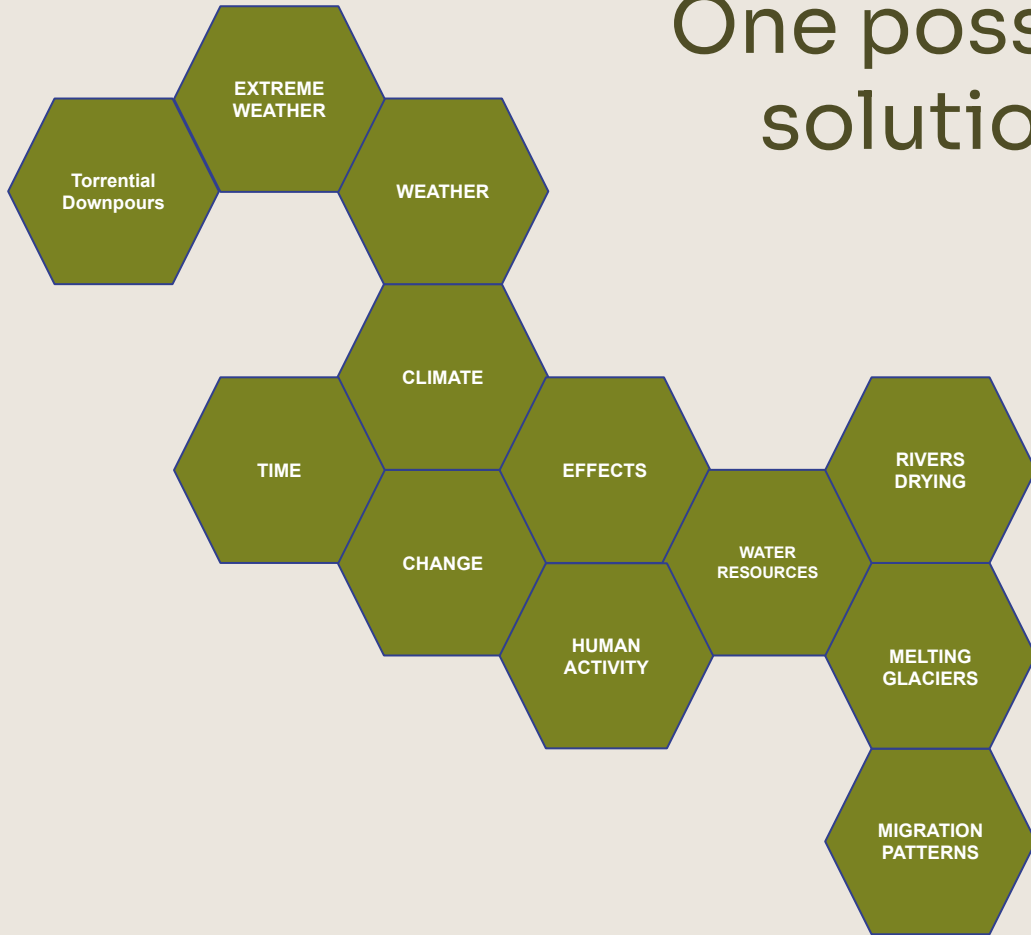 One poss
solutio
EXTREME
WEATHER
Torrential
Downpours
WEATHER
CLIMATE
TIME
EFFECTS
RIVERS
DRYING
CHANGE
WATER
RESOURCES
HUMAN
ACTIVITY
MELTING
GLACIERS
MIGRATION
PATTERNS